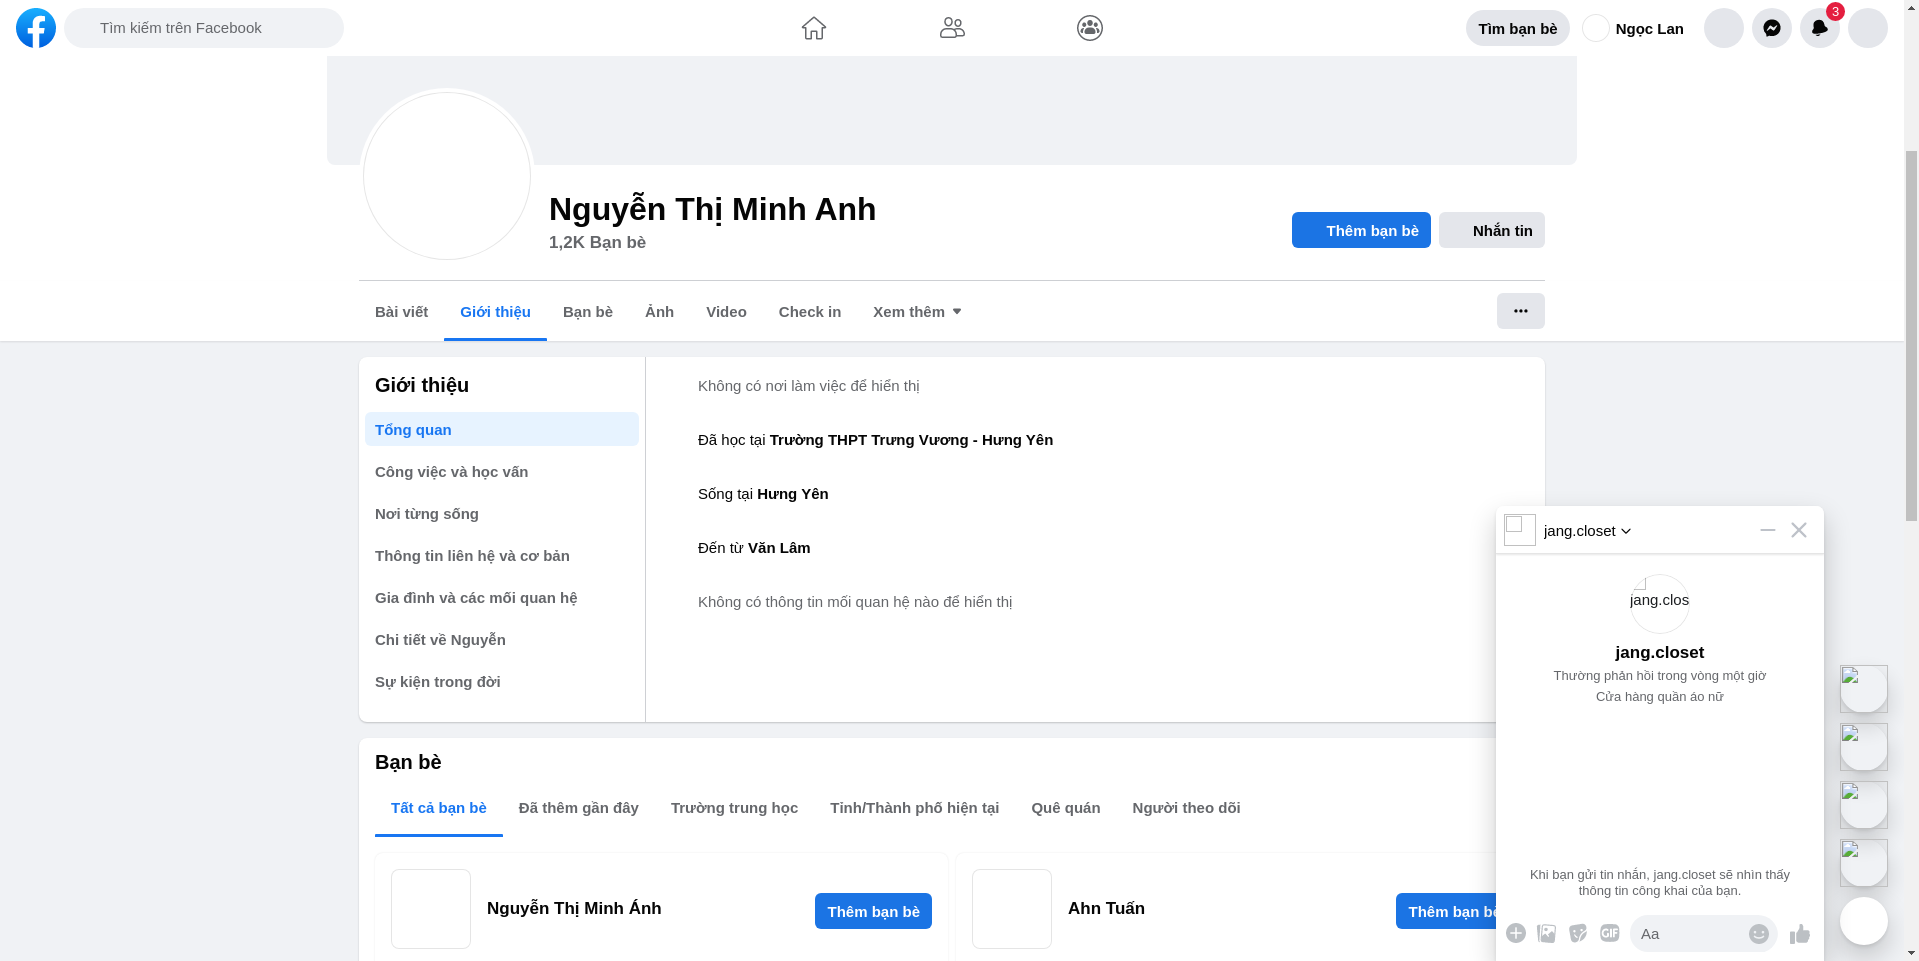 Tìm kiếm trên Facebook
Tìm bạn bè
Ngọc Lan
3
Nguyễn Thị Minh Anh
1,2K Bạn bè
Thêm bạn bè
Nhắn tin
Bài viết
Giới thiệu
Bạn bè
Ảnh
Video
Check in
Xem thêm
Giới thiệu
Tổng quan
Công việc và học vấn
Nơi từng sống
Thông tin liên hệ và cơ bản
Gia đình và các mối quan hệ
Chi tiết về Nguyễn
Sự kiện trong đời
Không có nơi làm việc để hiển thị
Đã học tại Trường THPT Trưng Vương - Hưng Yên
Sống tại Hưng Yên
Đến từ Văn Lâm
Không có thông tin mối quan hệ nào để hiển thị
Bạn bè
Tất cả bạn bè
Đã thêm gần đây
Trường trung học
Tỉnh/Thành phố hiện tại
Quê quán
Người theo dõi
Nguyễn Thị Minh Ánh
Thêm bạn bè
Ahn Tuấn
Thêm bạn bè
jang.closet
jang.clos
jang.closet
Thường phản hồi trong vòng một giờ
Cửa hàng quần áo nữ
Khi bạn gửi tin nhắn, jang.closet sẽ nhìn thấy
thông tin công khai của bạn.
GIF
Aa